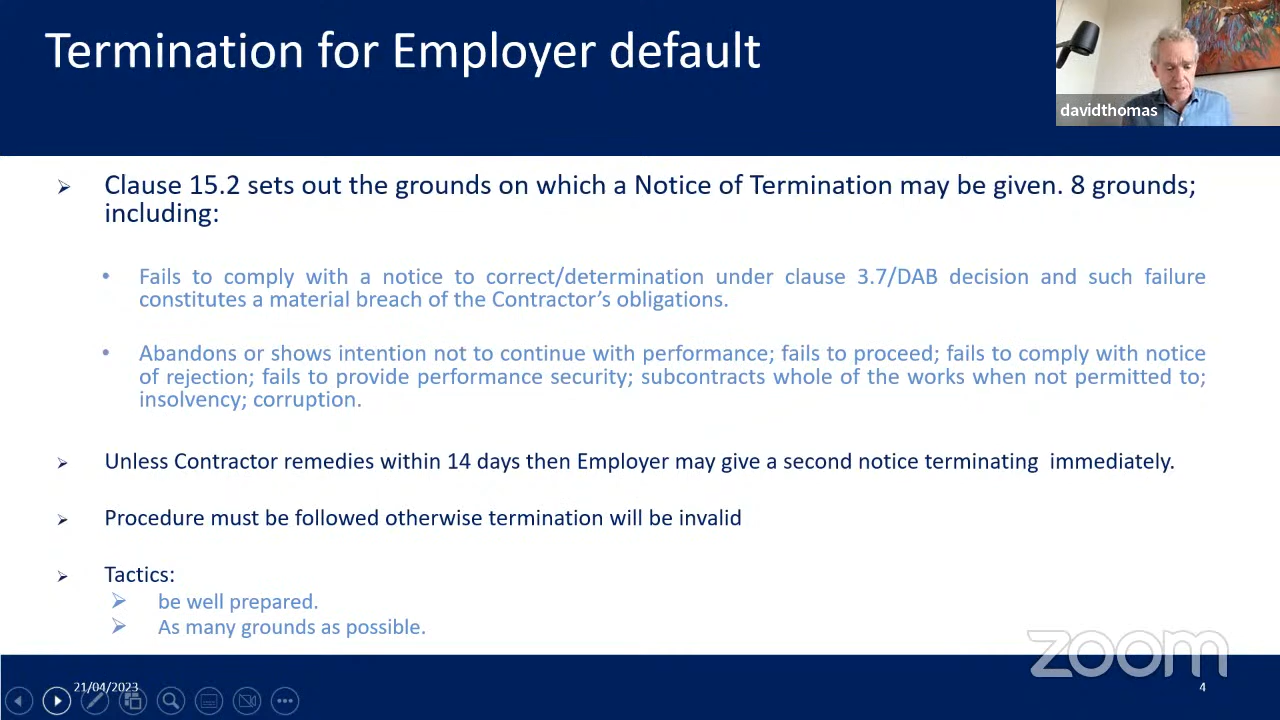 Termination for Employer default
davidthomas
Clause 15.2 sets out the grounds on which a Notice of Termination may be given. 8 grounds;
including:
Fails to comply with a notice to correct/determination under clause 3.7/DAB decision and such failure
constitutes a material breach of the Contractor's obligations.
Abandons or shows intention not to continue with performance; fails to proceed; fails to comply with notice
of rejection; fails to provide performance security; subcontracts whole of the works when not permitted to;
insolvency; corruption.
Unless Contractor remedies within 14 days then Employer may give a second notice terminating immediately.
Procedure must be followed otherwise termination will be invalid
Tactics:
be well prepared.
As many grounds as possible.
zoom
21/04/2023
4